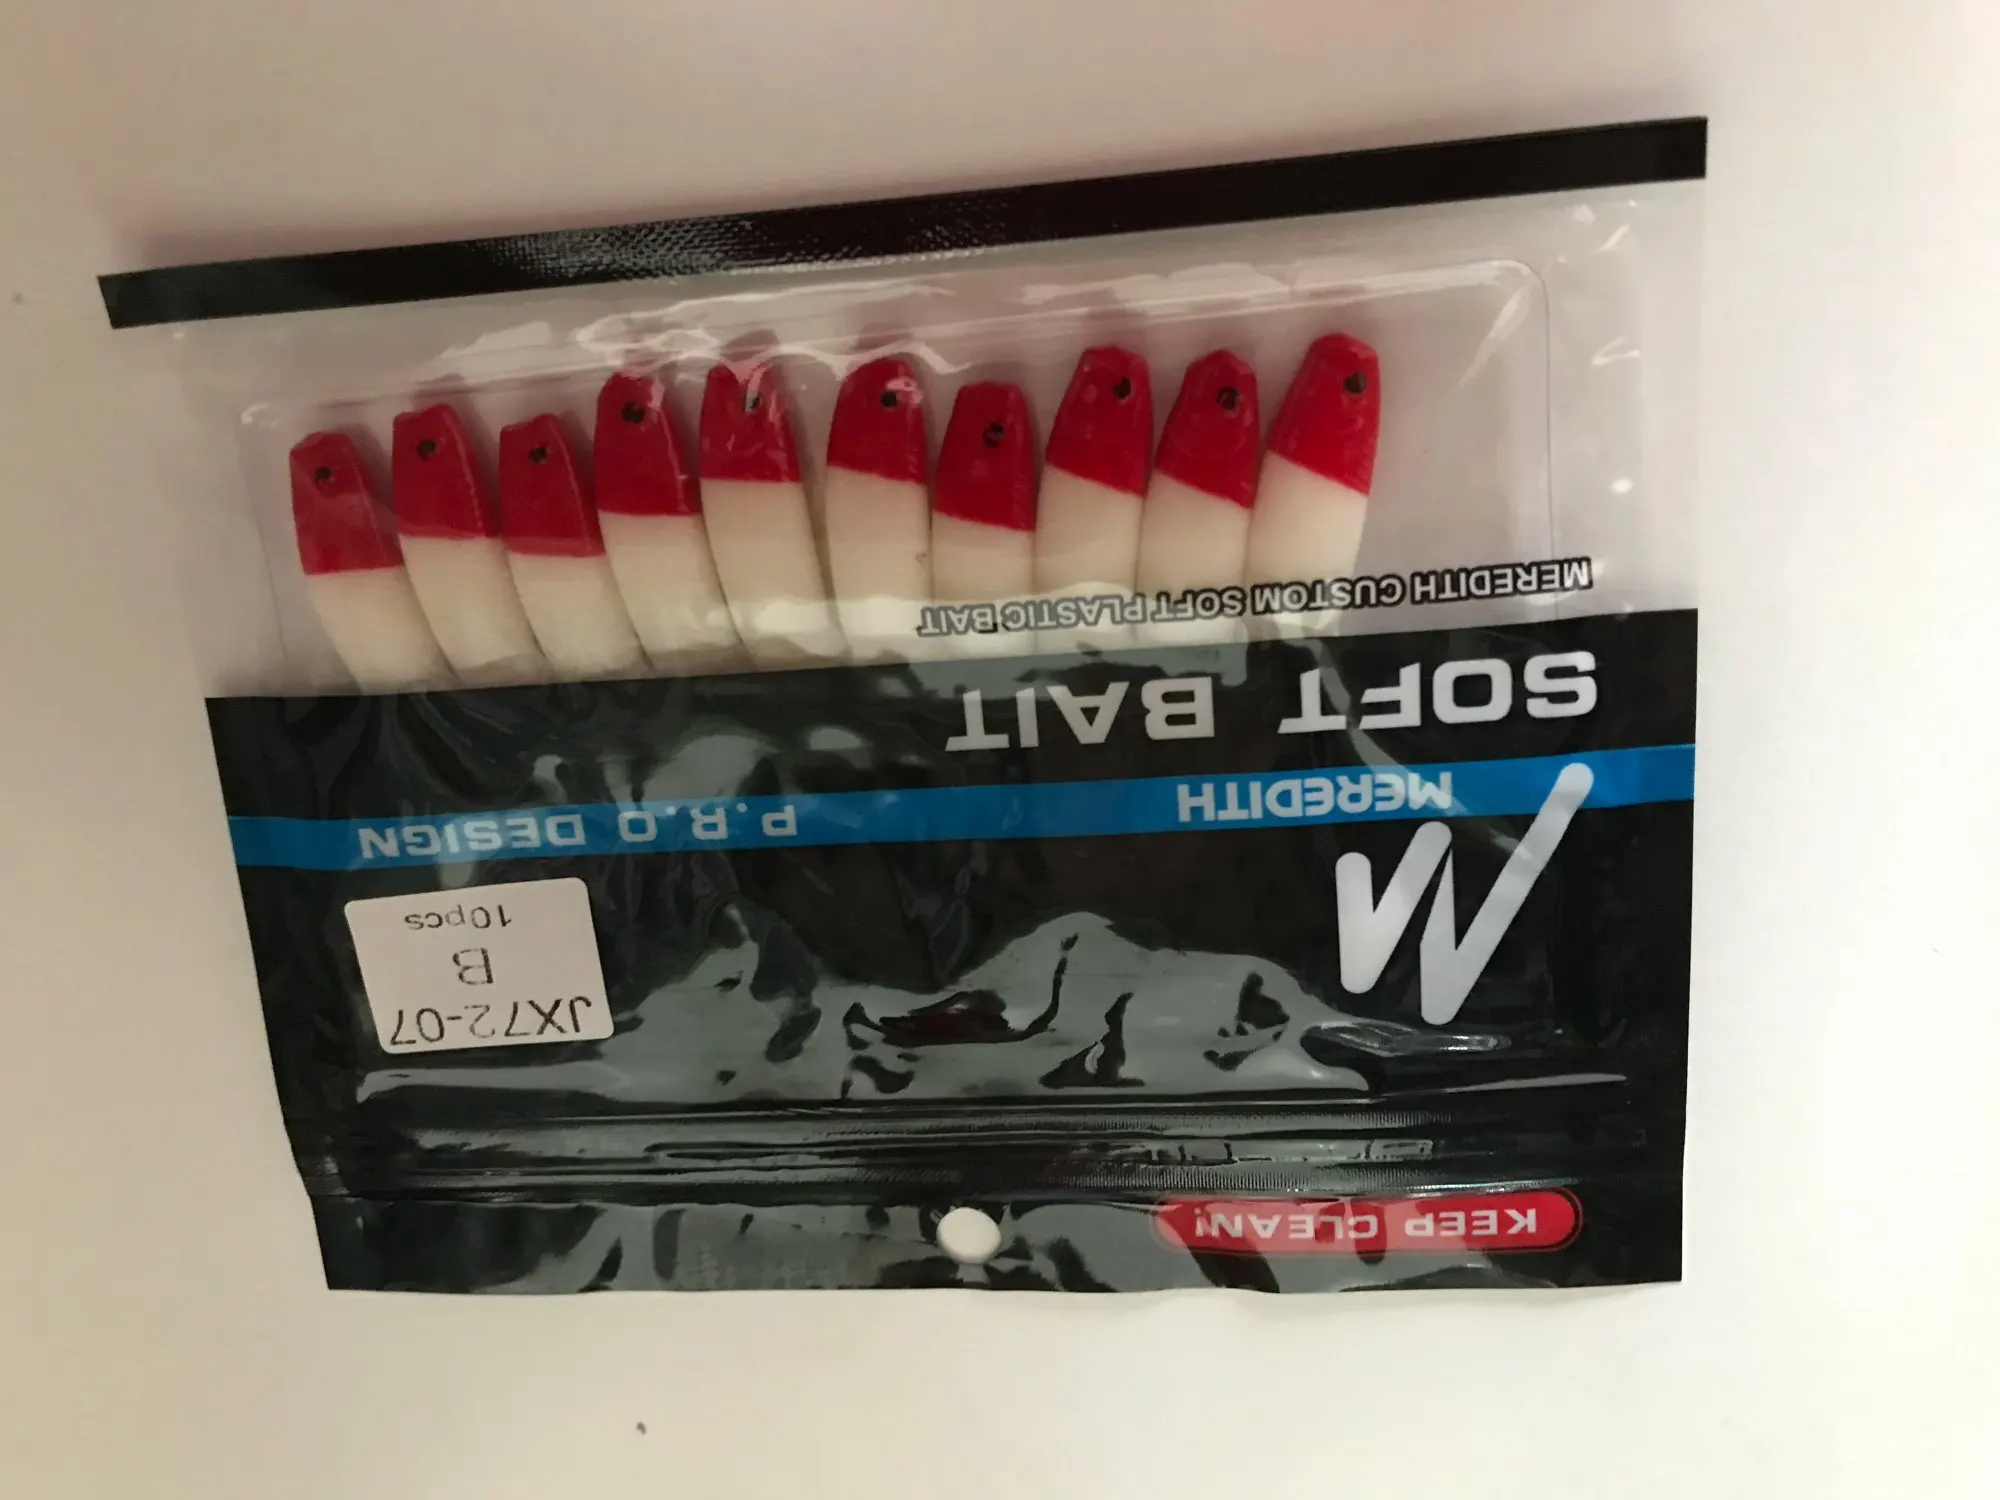 KEEP CLEAN!
JX72-07
B
10pcs
M
MEREDITH P.R.O DESIGN
SOFT BAIT
MEREDITH CUSTOM SOFT PLASTIC BAIT